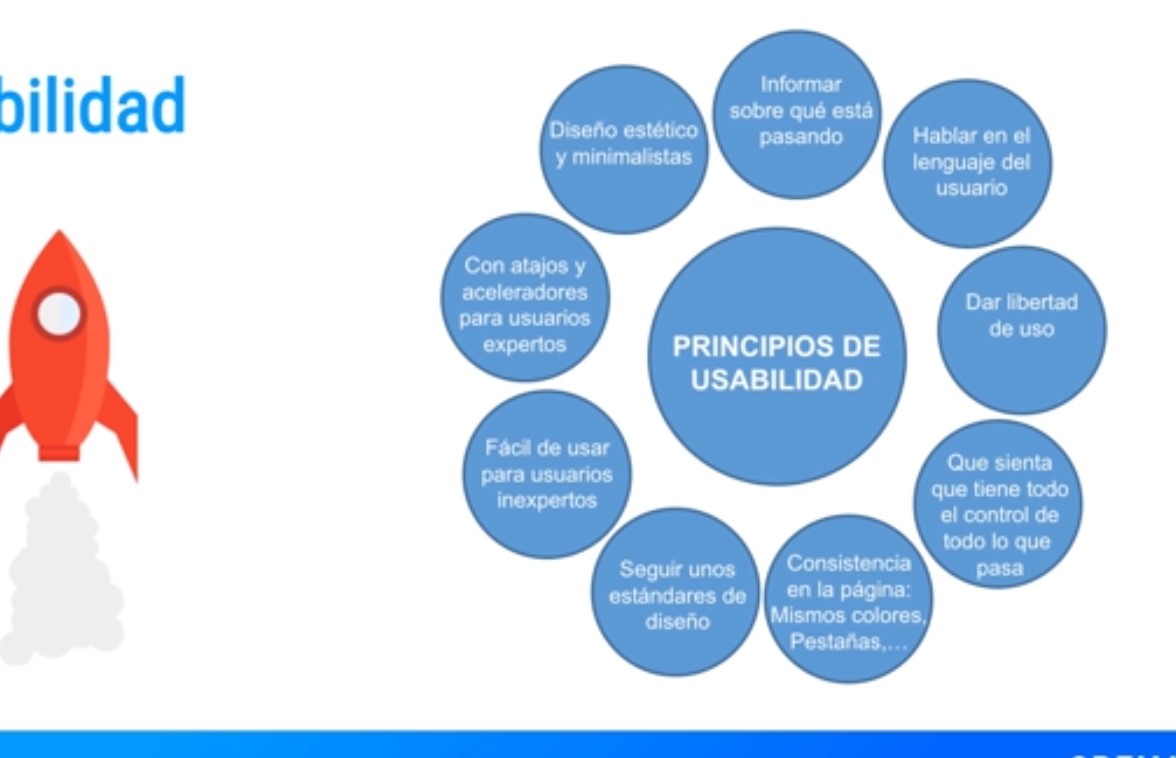 bilidad
Informar
sobre qué está
pasando
Hablar en el
lenguaje del
usuario
Dar libertad
de uso
Que sienta
que tiene todo
el control de
todo lo que
pasa
Consistencia
en la página:
Mismos colores,
Pestañas,...
Seguir unos
estándares de
diseño
Fácil de usar
para usuarios
inexpertos
Con atajos y
aceleradores
para usuarios
expertos
Diseño estético
y minimalistas
PRINCIPIOS DE
USABILIDAD